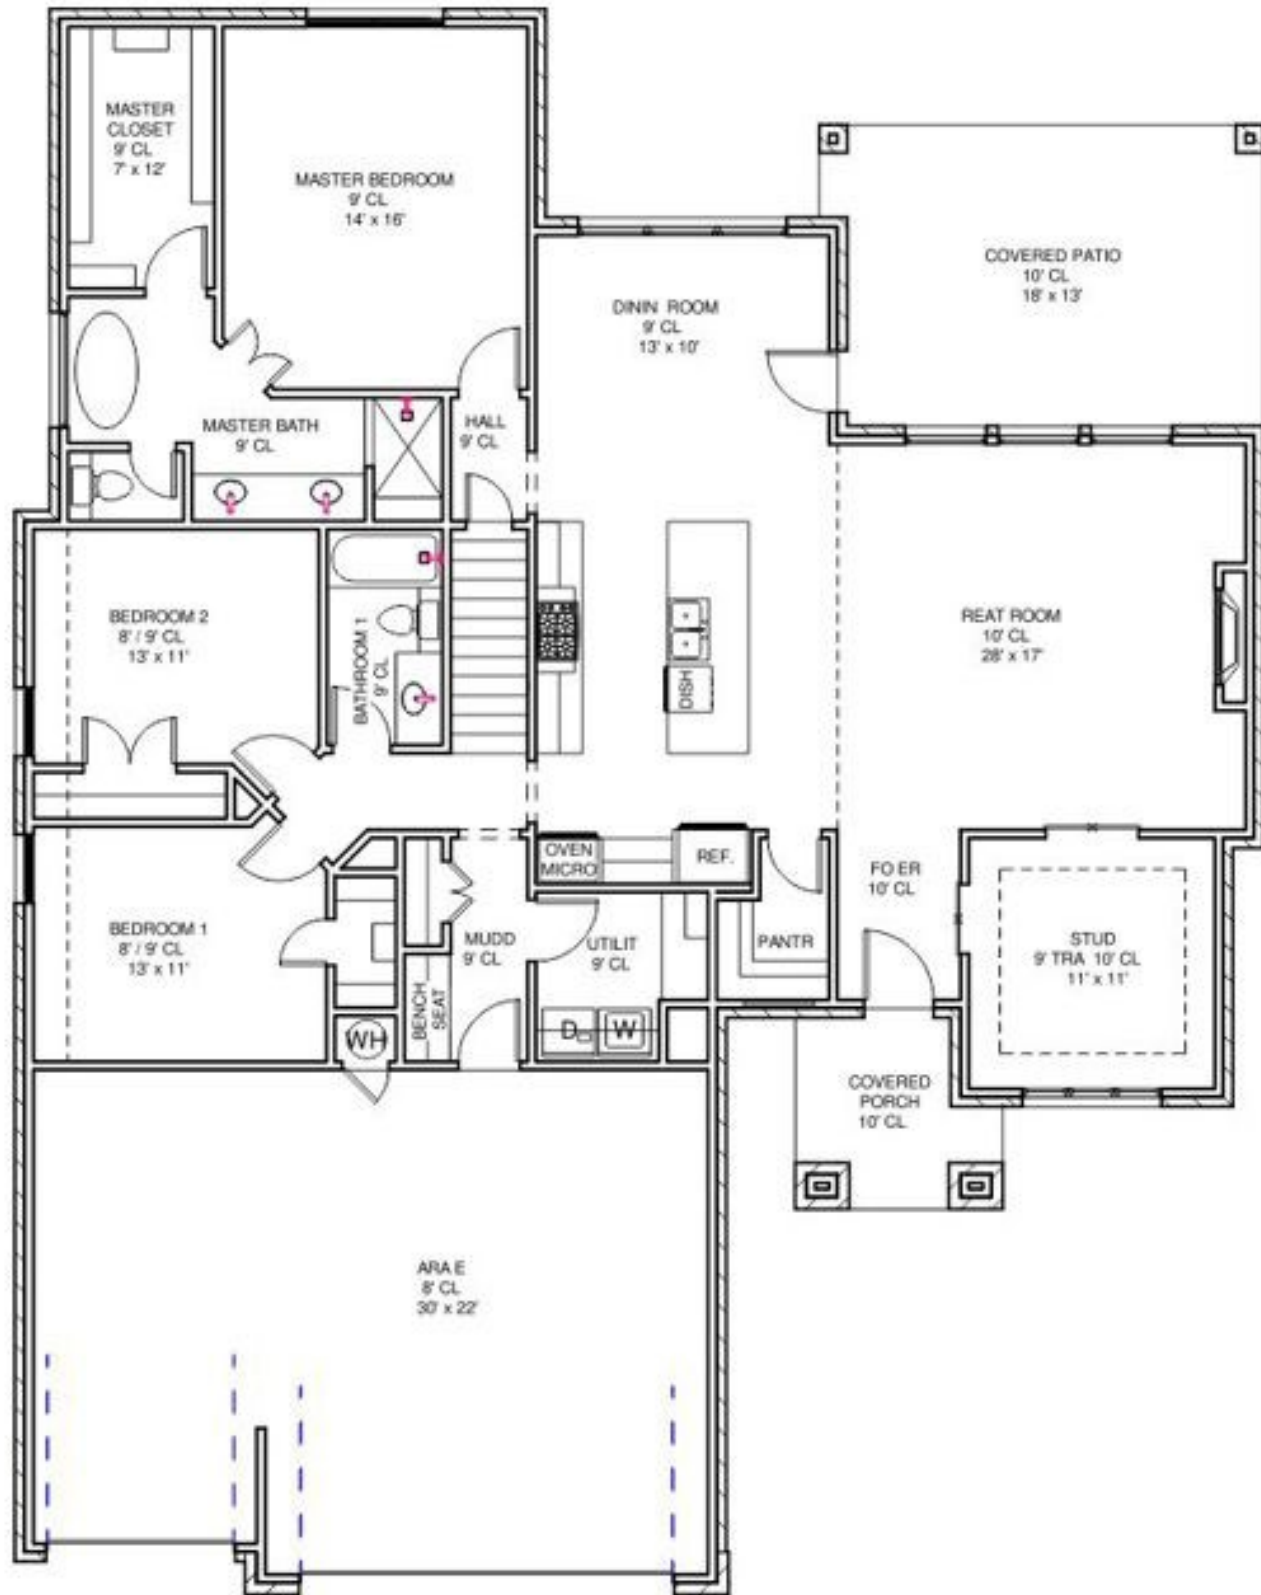 MASTER
CLOSET
9' CL
7' x 12'
MASTER BEDROOM
9' CL
14' x 16'
COVERED PATIO
10' CL
18' x 13'
DININ ROOM
9' CL
13' x 10'
MASTER BATH
9' CL
HALL
9' CL
BEDROOM 2
8' / 9' CL
13' x 11'
BATHROOM 1
9' CL
DISH
REAT ROOM
10' CL
28' x 17'
OVEN
MICRO
REF.
FO ER
10' CL
BEDROOM 1
8' / 9' CL
13' x 11'
MUDD
9' CL
UTILIT
9' CL
PANTR
STUD
9' TRA 10' CL
11' x 11'
BENCH
SEAT
WH
D
W
COVERED
PORCH
10' CL
ARA E
8' CL
30' x 22'